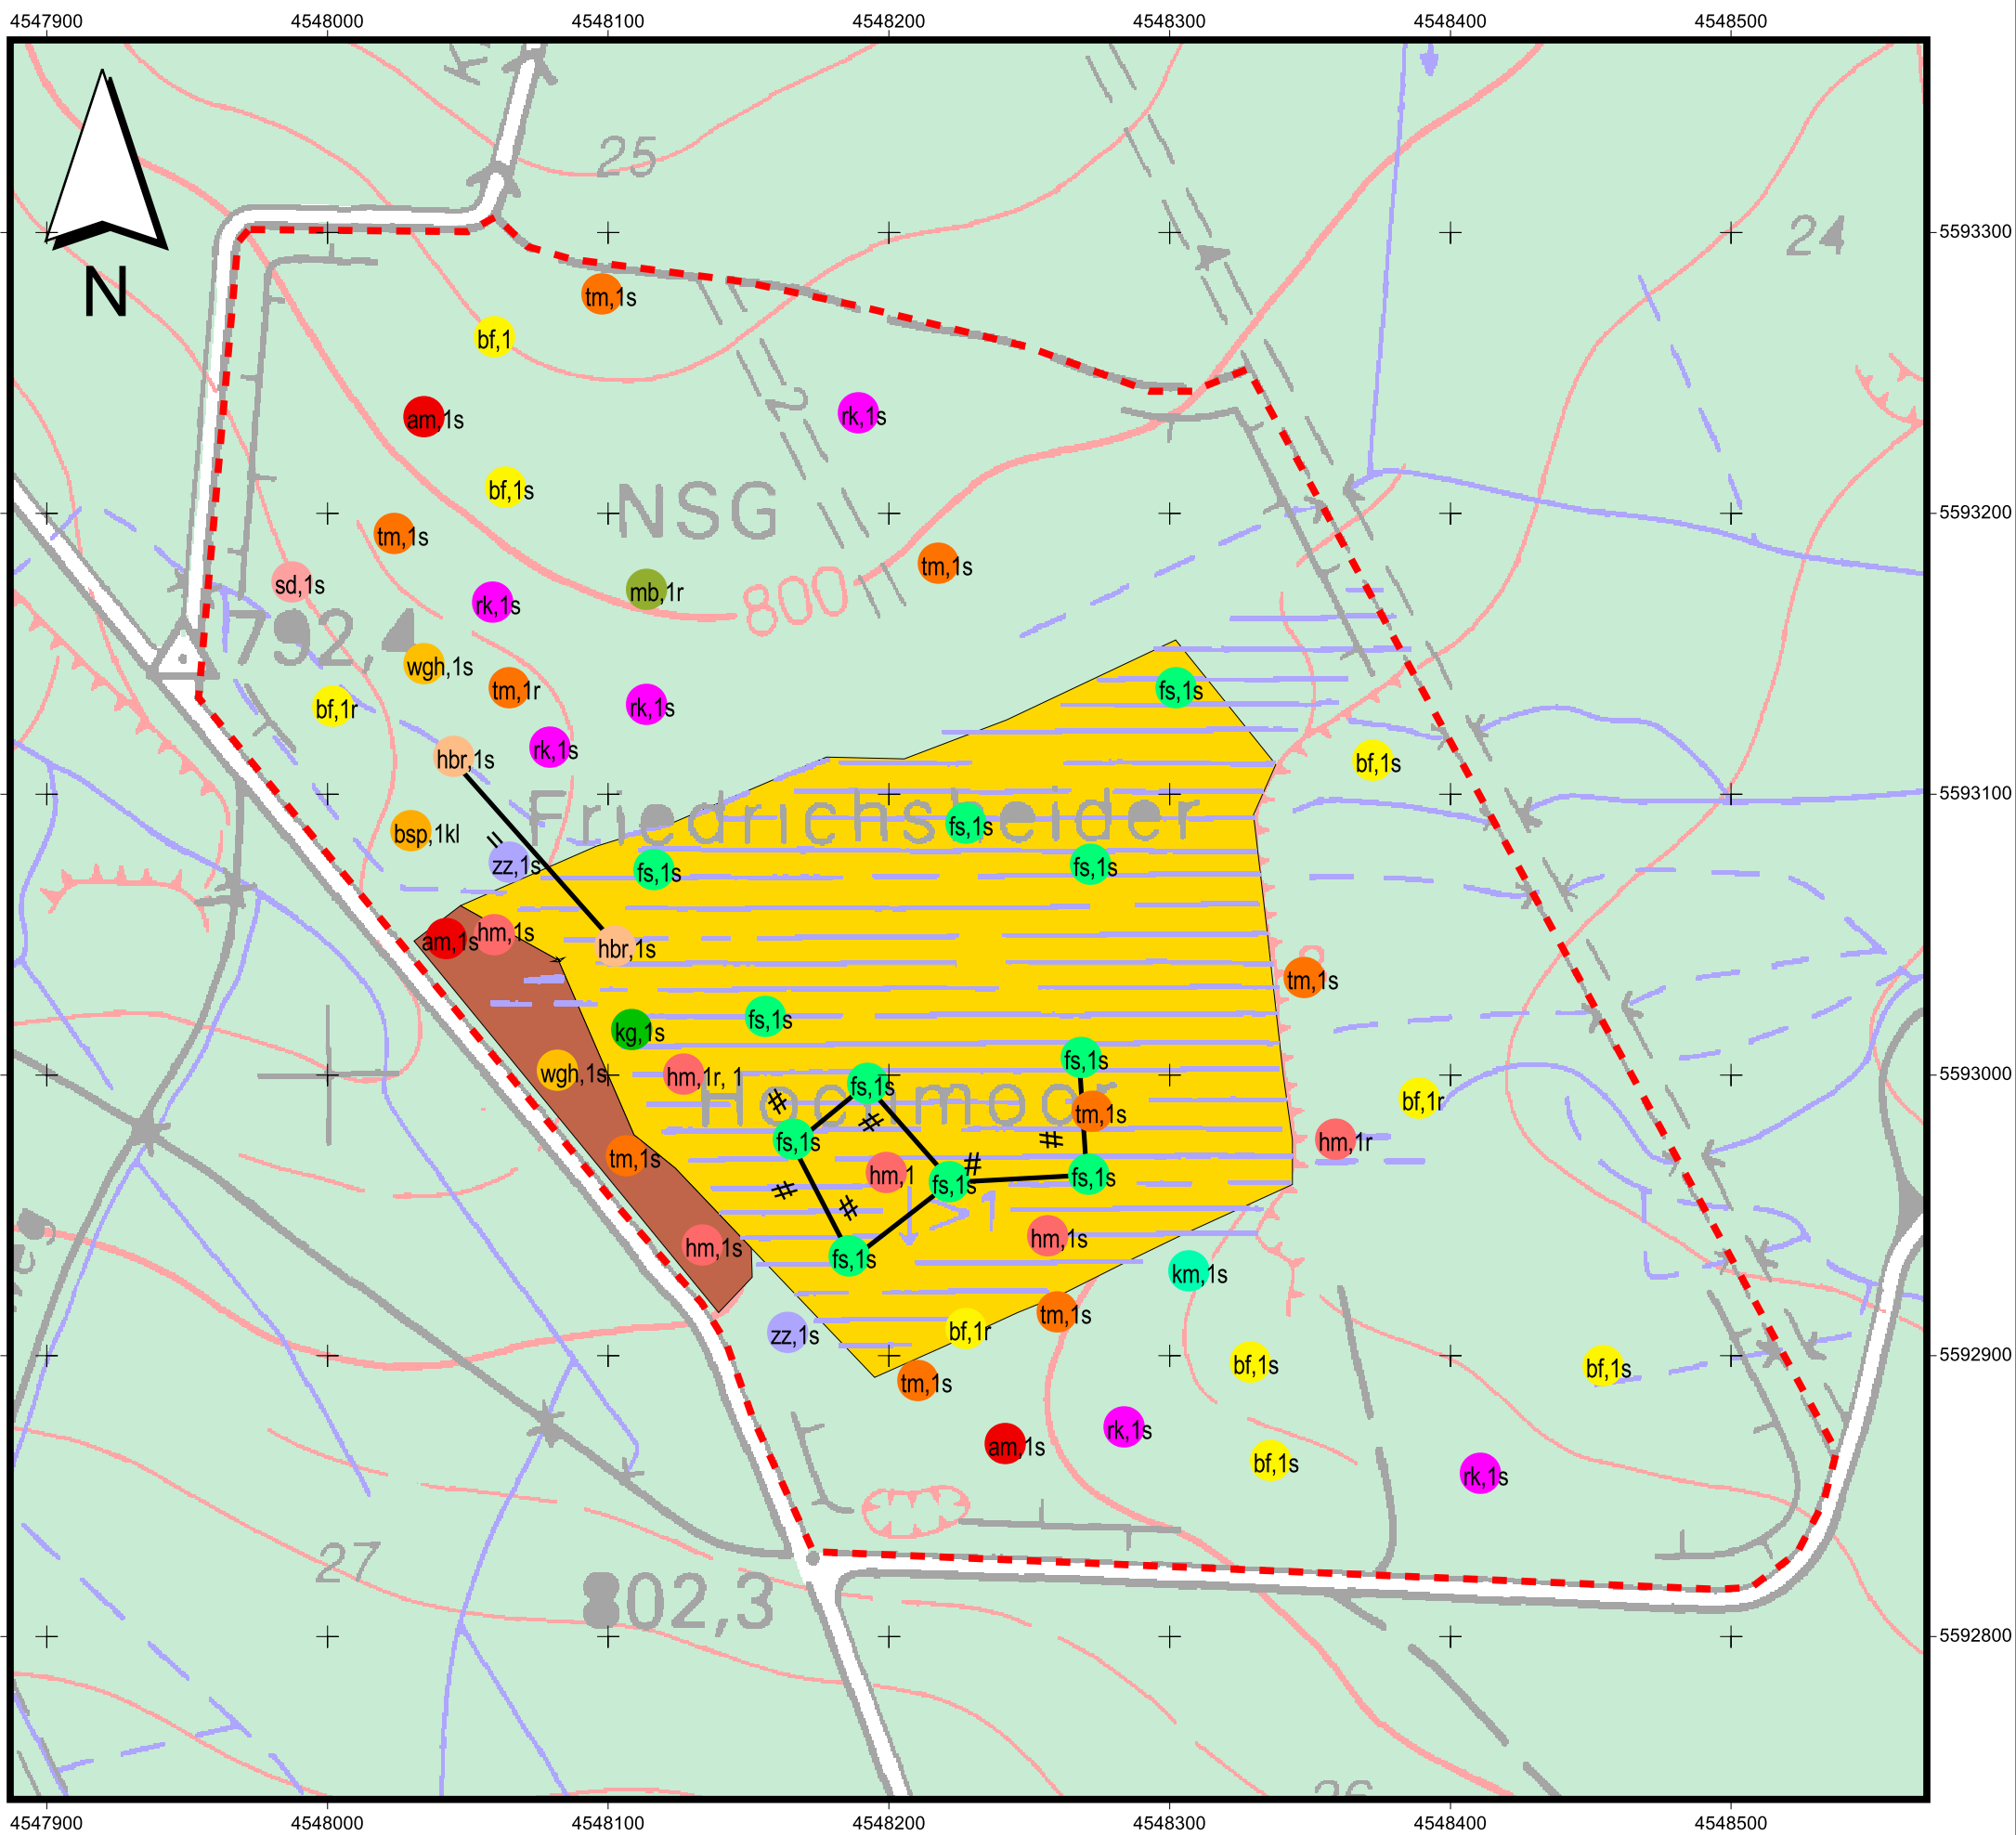 4547900 4548000 4548100 4548200 4548300 4548400 4548500
K
25
24
5593300
N
tm,1s
bf,1
am,1s
rk,1s
2
bf,1s
NSG
5593200
tm,1s
tm,1s
sd,1s
mb,1r
800
rk,1s
792,4
wgh,1s
tm,1r
fs,1s
bf,1r
rk,1s
rk,1s
hbr,1s
bf,1s
5593100
Friedrichsheider
fs,1s
bsp,1kl
=
zz,1s
fs,1s
fs,1s
am,1s
hm,1s
hbr,1s
tm,1s
fs,1s
kg,1s
fs,1s
wgh,1s
hm,1r, 1
fs,1s
5593000
#
Hochmoor
tm,1s
bf,1r
#
fs,1s
#
hm,1r
tm,1s
hm,1
#
fs,1s
fs,1s
#
#
>1
hm,1s
fs,1s
hm,1s
km,1s
zz,1s
bf,1r
tm,1s
5592900
bf,1s
bf,1s
tm,1s
am,1s
rk,1s
bf,1s
rk,1s
27
802,3
5592800
26
4547900 4548000 4548100 4548200 4548300 4548400 4548500